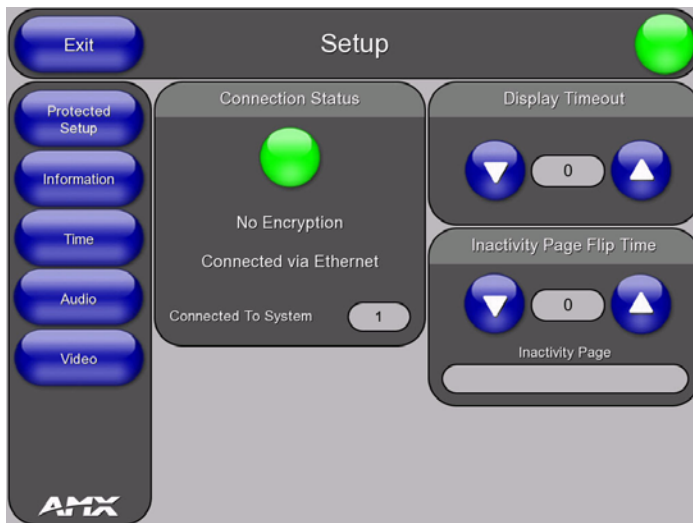 Exit
Setup
Protected
Setup
Information
Time
Audio
Video
AMX
Connection Status
No Encryption
Connected via Ethernet
Connected To System 1
Display Timeout
0
Inactivity Page Flip Time
0
Inactivity Page